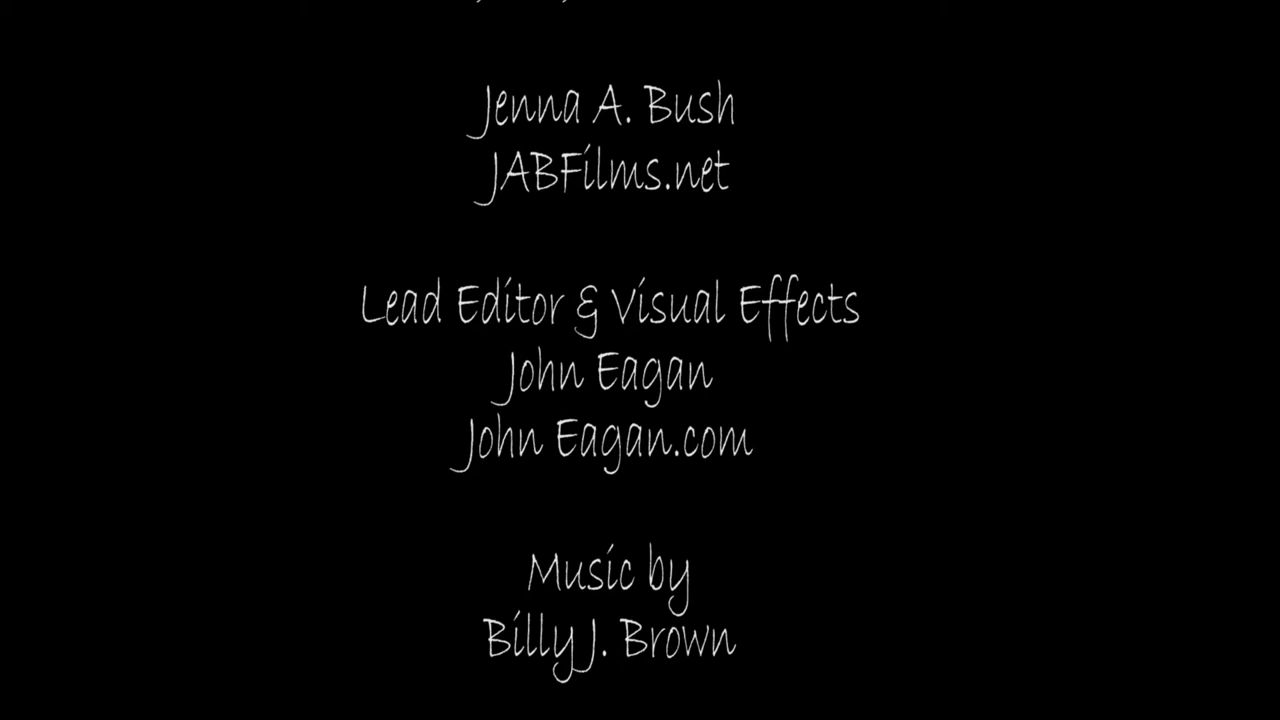 Jenna A. Bush
JABFilms.net
Lead Editor & Visual Effects
John Eagan
John Eagan.com
Music by
Billy J. Brown